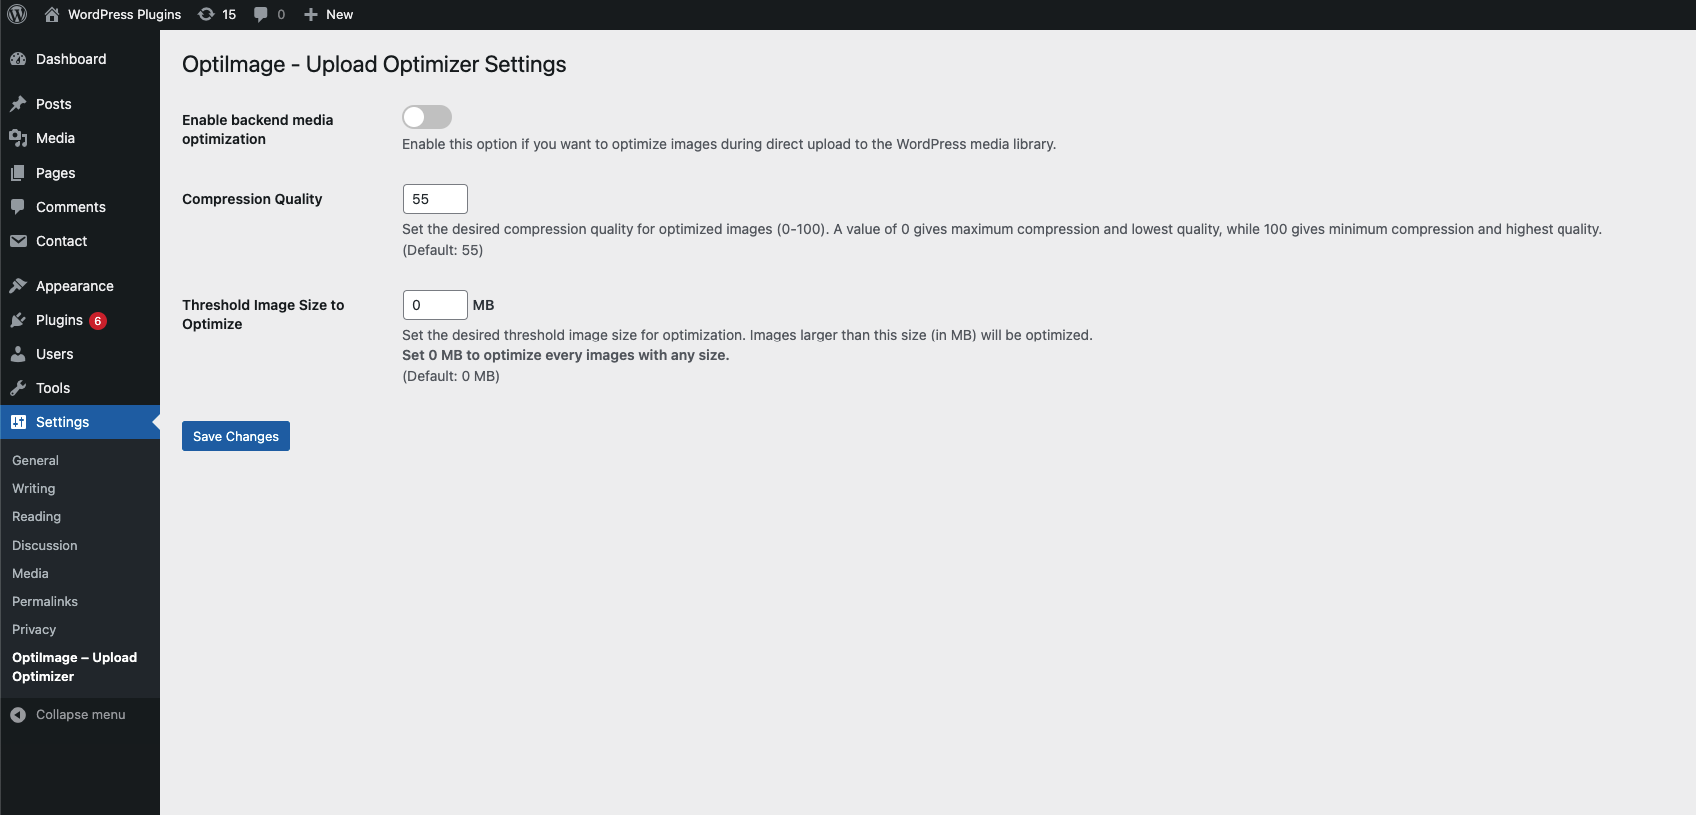 WordPress Plugins 15 0 New
Dashboard
Posts
Media
Pages
Comments
Contact
Appearance
Plugins 6
Users
Tools
Settings
General
Writing
Reading
Discussion
Media
Permalinks
Privacy
OptiImage – Upload
Optimizer
Collapse menu
OptiImage - Upload Optimizer Settings
Enable backend media
optimization
Enable this option if you want to optimize images during direct upload to the WordPress media library.
Compression Quality
55
Set the desired compression quality for optimized images (0-100). A value of 0 gives maximum compression and lowest quality, while 100 gives minimum compression and highest quality.
(Default: 55)
Threshold Image Size to
Optimize
0 MB
Set the desired threshold image size for optimization. Images larger than this size (in MB) will be optimized.
Set 0 MB to optimize every images with any size.
(Default: 0 MB)
Save Changes